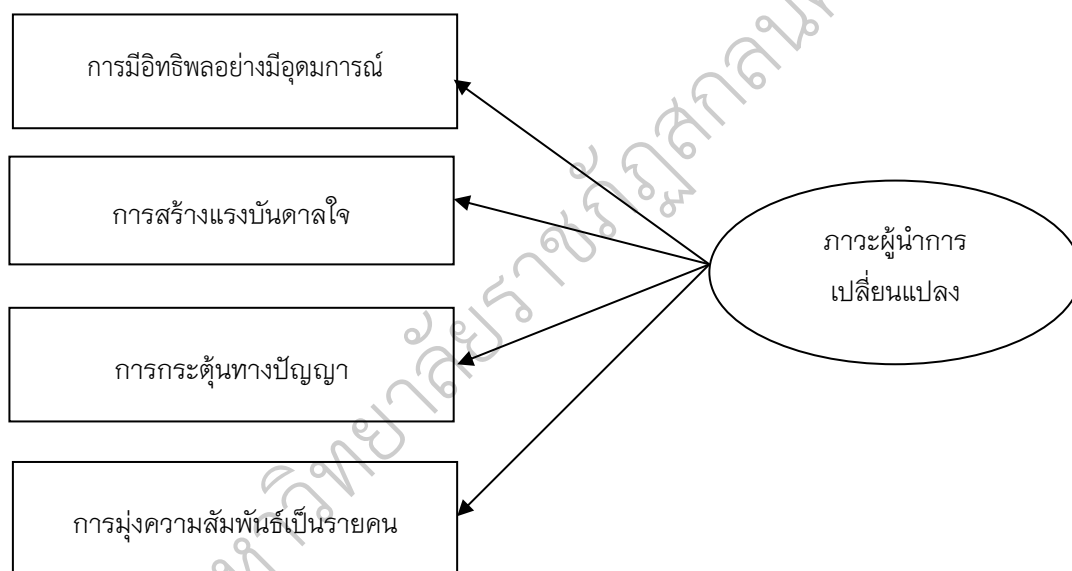 การมีอิทธิพลอย่างมีอุดมการณ์
การสร้างแรงบันดาลใจ
ภาวะผู้นำการ
เปลี่ยนแปลง
การกระตุ้นทางปัญญา
การมุ่งความสัมพันธ์เป็นรายคน